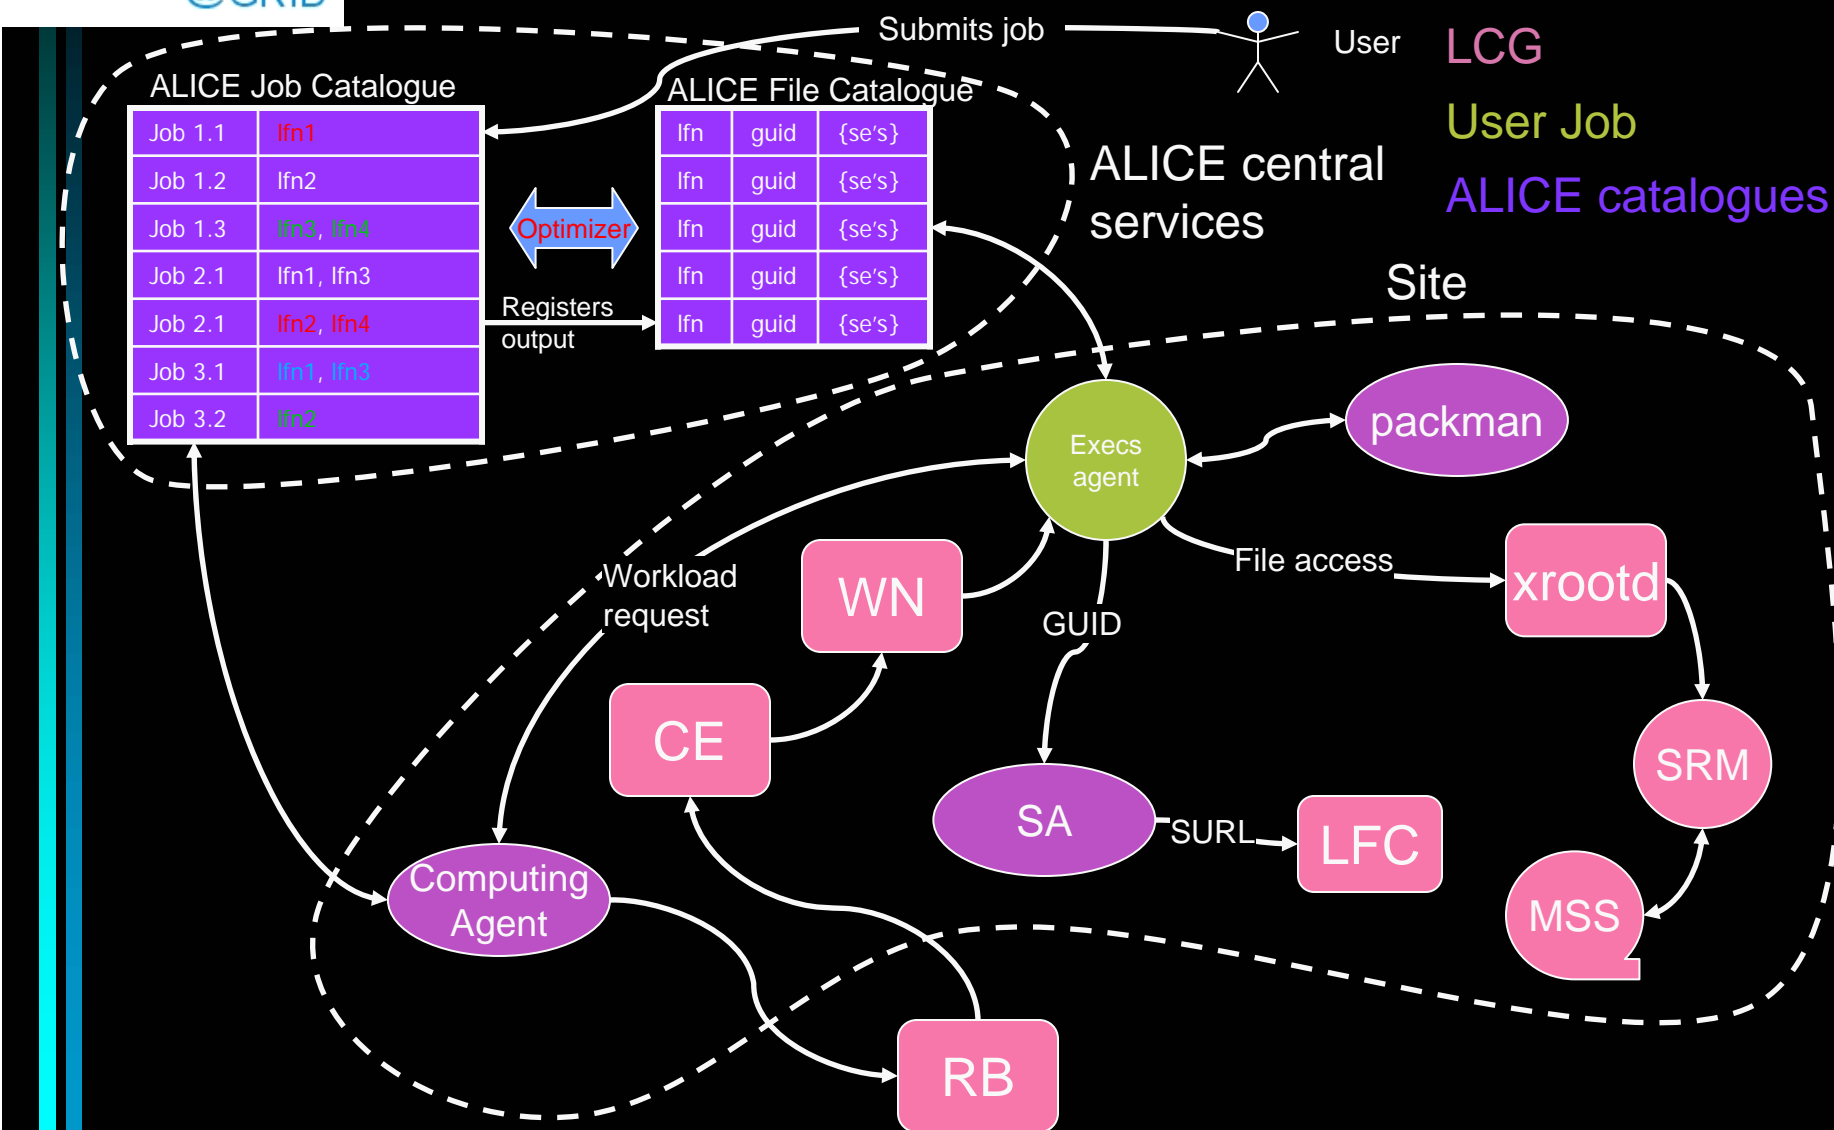 GRID
Submits job
User
LCG
User Job
ALICE catalogues
ALICE Job Catalogue
ALICE File Catalogue
Job 1.1 lfn1
Job 1.2 lfn2
Job 1.3 lfn3, lfn4
Job 2.1 lfn1, lfn3
Job 2.1 lfn2, lfn4
Job 3.1 lfn1, lfn3
Job 3.2 lfn2
Optimizer
Registers
output
lfn guid {se's}
lfn guid {se's}
lfn guid {se's}
lfn guid {se's}
lfn guid {se's}
ALICE central
services
Site
Execs
agent
packman
Workload
request
WN
File access
xrootd
GUID
CE
SRM
SA
SURL
LFC
Computing
Agent
MSS
RB